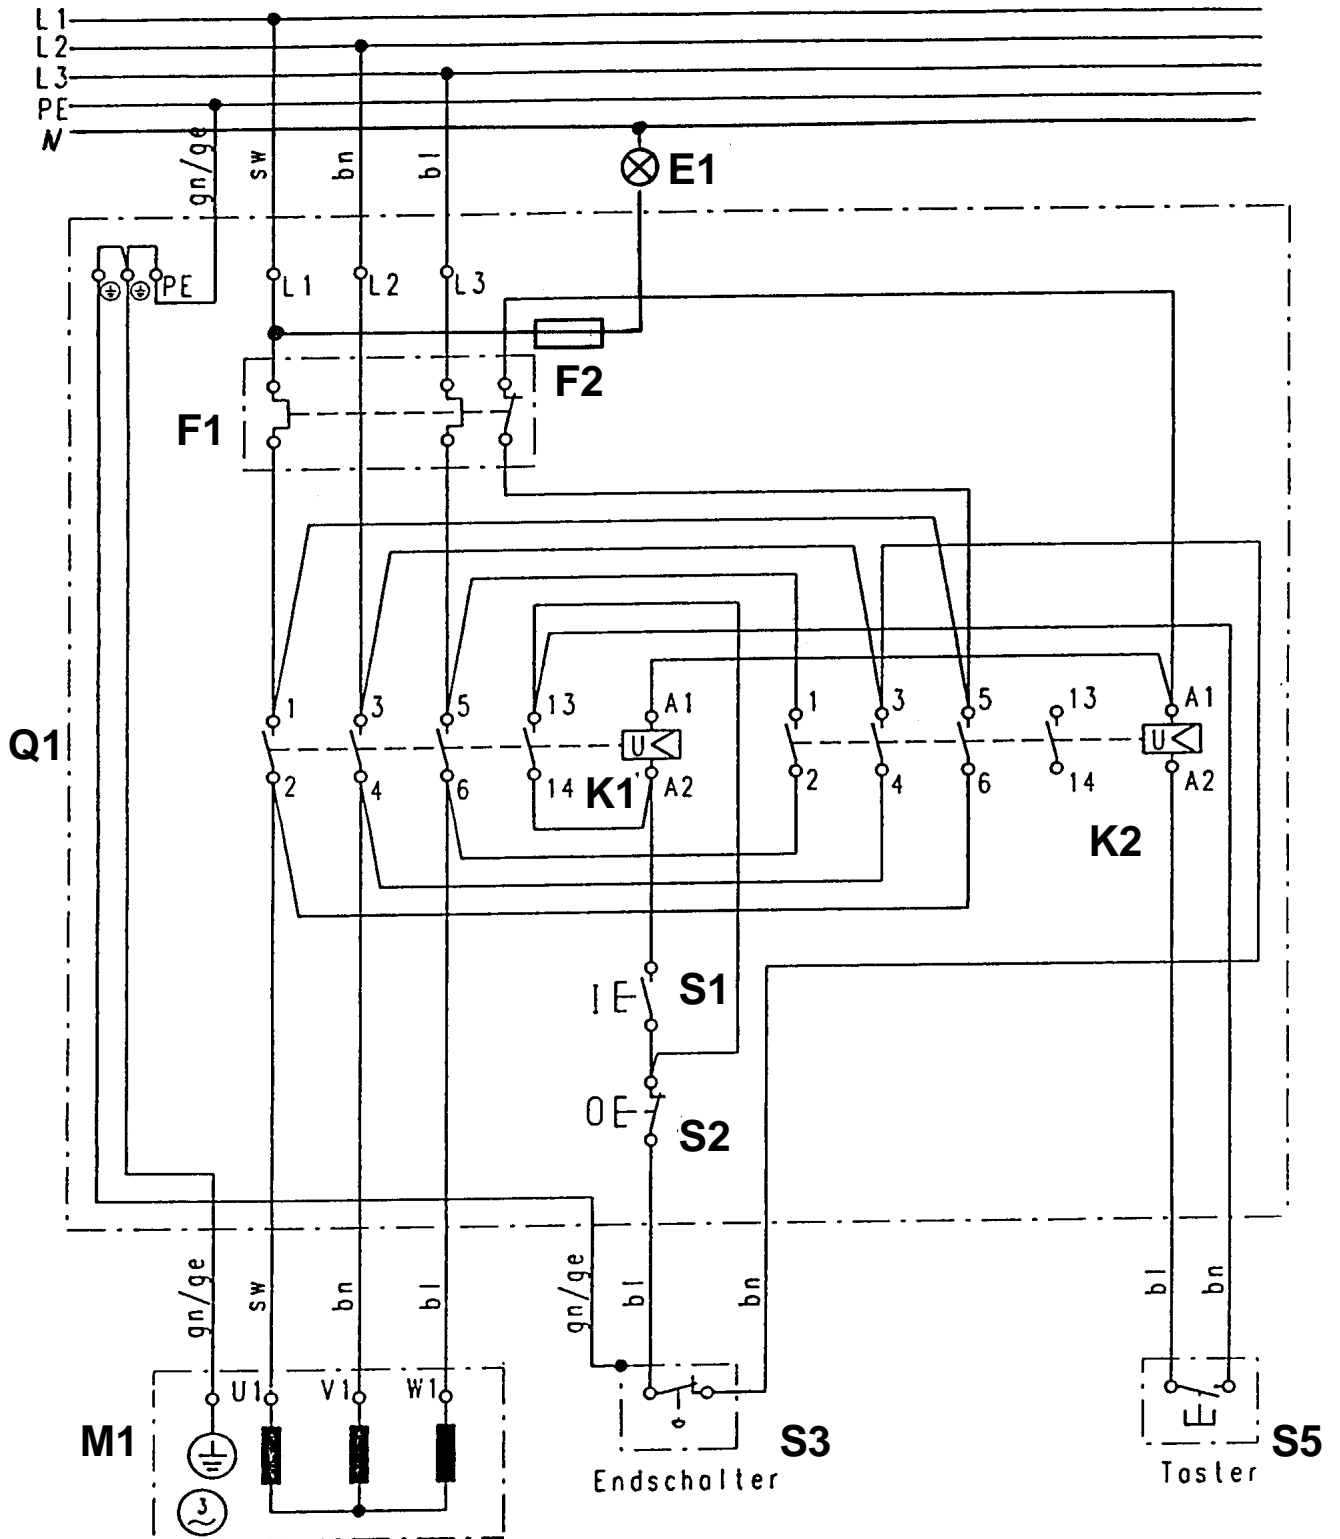 L1
L2
L3
PE
N
gn/ge
sw
bn
bl
E1
PE
L1
L2
L3
F2
F1
1
3
5
13
A1
1
3
5
13
A1
Q1
U<
U<
2
4
6
14
K1
A2
2
4
6
14
A2
K2
I
S1
0
S2
gn/ge
sw
bn
bl
gn/ge
bl
bn
bl
bn
U1
V1
W1
M1
S3
S5
3
~
Endschalter
Taster